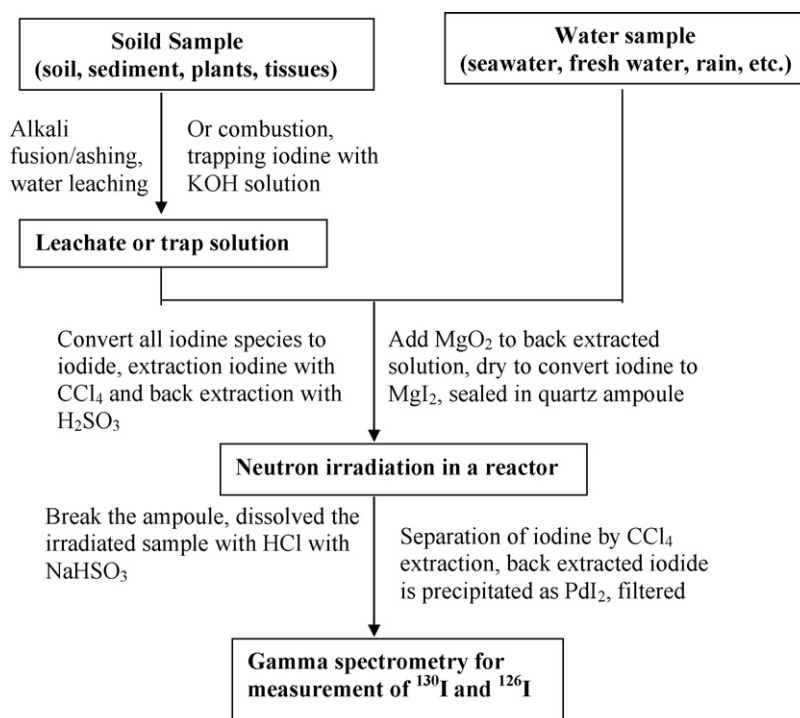 Soild Sample
(soil, sediment, plants, tissues)
Water sample
(seawater, fresh water, rain, etc.)
Alkali
fusion/ashing,
water leaching
Or combustion,
trapping iodine with
KOH solution
Leachate or trap solution
Convert all iodine species to
iodide, extraction iodine with
CCl₄ and back extraction with
H₂SO₃
Add MgO₂ to back extracted
solution, dry to convert iodine to
MgI₂, sealed in quartz ampoule
Neutron irradiation in a reactor
Break the ampoule, dissolved the
irradiated sample with HCl with
NaHSO₃
Separation of iodine by CCl₄
extraction, back extracted iodide
is precipitated as PdI₂, filtered
Gamma spectrometry for
measurement of ¹³⁰I and ¹²⁶I